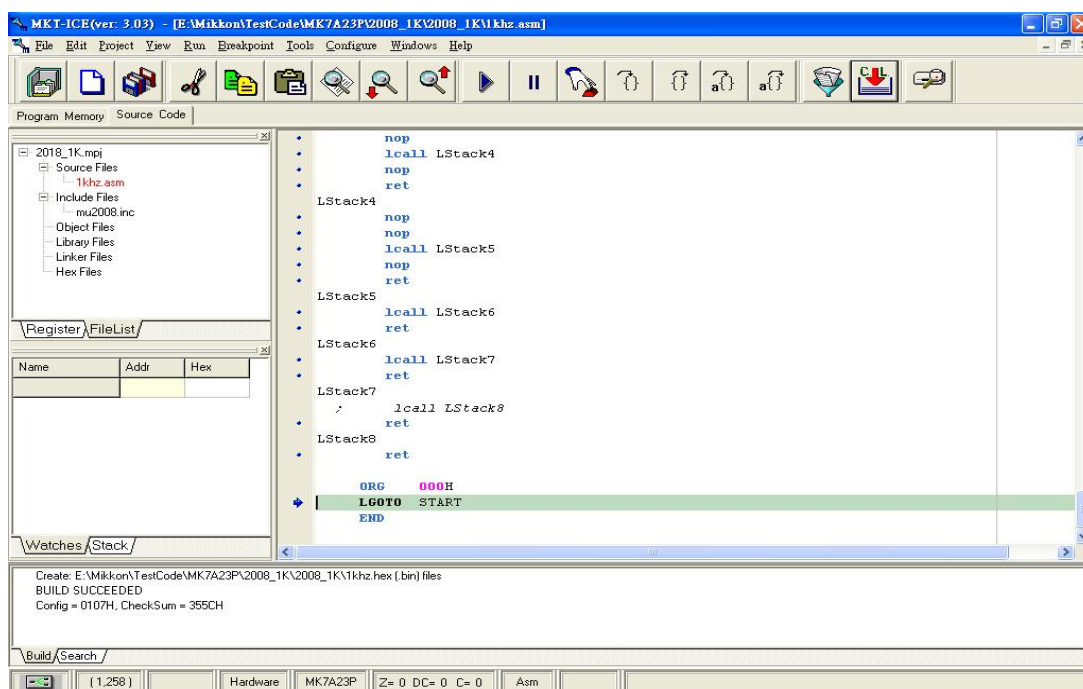 MKT-ICE(ver: 3.03) - [E:\Mikkon\TestCode\MK7A23P\2008_1K\2008_1K\1khz.asm]
File Edit Project View Run Breakpoint Tools Configure Windows Help
Program Memory Source Code
2018_1K.mpj
Source Files
1khz.asm
Include Files
mu2008.inc
Object Files
Library Files
Linker Files
Hex Files
Register FileList
Name Addr Hex
Watches Stack
nop
lcall LStack4
nop
ret
LStack4
nop
nop
lcall LStack5
nop
ret
LStack5
lcall LStack6
ret
LStack6
lcall LStack7
ret
LStack7
; lcall LStack8
ret
LStack8
ret
ORG 000H
LGOTO START
END
Create: E:\Mikkon\TestCode\MK7A23P\2008_1K\2008_1K\1khz.hex (.bin) files
BUILD SUCCEEDED
Config = 0107H, CheckSum = 355CH
Build Search
(1,258) Hardware MK7A23P Z= 0 DC= 0 C= 0 Asm